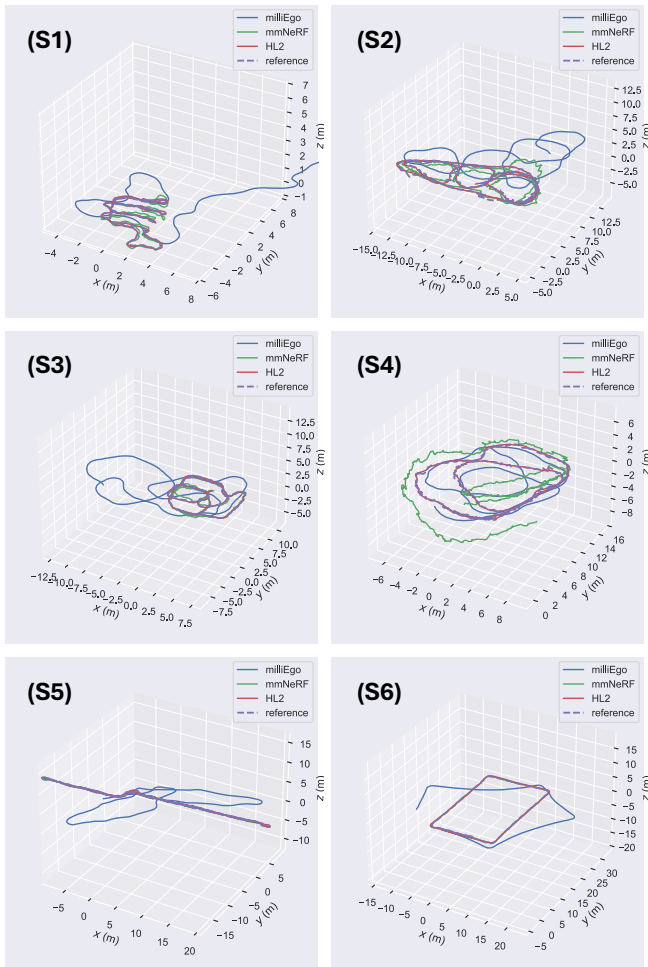 (S1)
milliEgo
mmNeRF
HL2
reference
7
6
5
4
3
2
1
0
−1
z (m)
−4
−2
0
2
4
6
8
x (m)
−6
−4
−2
0
2
4
6
8
y (m)
(S2)
milliEgo
mmNeRF
HL2
reference
12.5
10.0
7.5
5.0
2.5
0.0
−2.5
−5.0
z (m)
−15.0
−12.5
−10.0
−7.5
−5.0
−2.5
0.0
2.5
5.0
x (m)
−5.0
−2.5
0.0
2.5
5.0
7.5
10.0
12.5
y (m)
(S3)
milliEgo
mmNeRF
HL2
reference
12.5
10.0
7.5
5.0
2.5
0.0
−2.5
−5.0
z (m)
−12.5
−10.0
−7.5
−5.0
−2.5
0.0
2.5
5.0
7.5
x (m)
−7.5
−5.0
−2.5
0.0
2.5
5.0
7.5
10.0
y (m)
(S4)
milliEgo
mmNeRF
HL2
reference
6
4
2
0
−2
−4
−6
−8
z (m)
−6
−4
−2
0
2
4
6
8
x (m)
0
2
4
6
8
10
12
14
16
y (m)
(S5)
milliEgo
mmNeRF
HL2
reference
15
10
5
0
−5
−10
z (m)
−5
0
5
10
15
20
x (m)
−15
−10
−5
0
5
y (m)
(S6)
milliEgo
mmNeRF
HL2
reference
15
10
5
0
−5
−10
−15
−20
z (m)
−15
−10
−5
0
5
10
15
20
x (m)
−5
0
5
10
15
20
25
30
y (m)